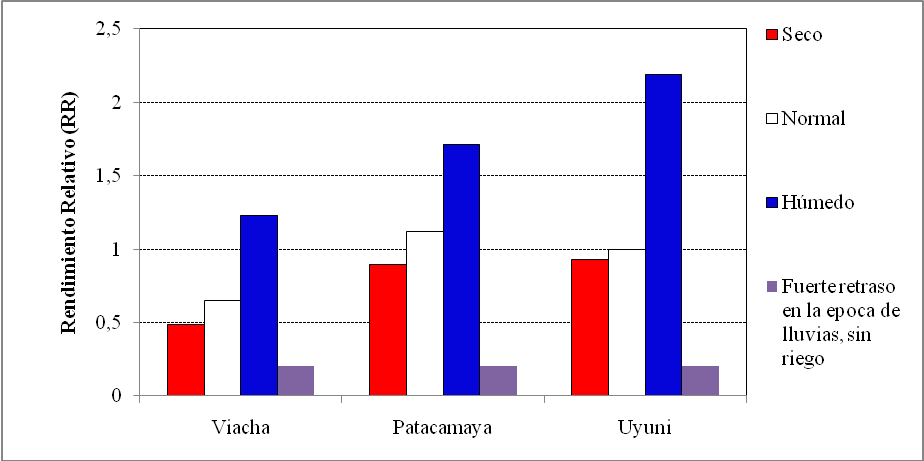 Rendimiento Relativo (RR)
2,5
2
1,5
1
0,5
0
Viacha
Patacamaya
Uyuni
Seco
Normal
Húmedo
Fuerte retraso
en la epoca de
lluvias, sin
riego